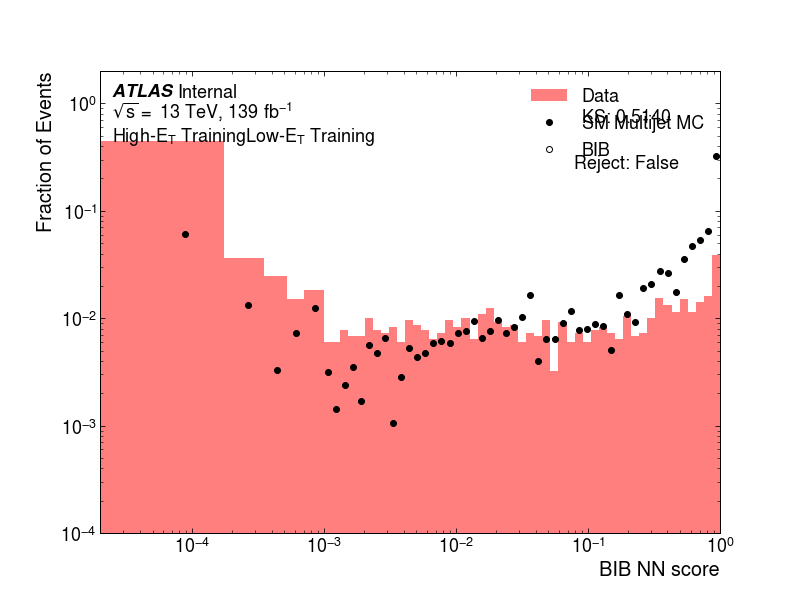 ATLAS Internal
√s = 13 TeV, 139 fb⁻¹
High-E_T TrainingLow-E_T Training
Data
KS: 0.5140
SM Multijet MC
BIB
Reject: False
Fraction of Events
10⁰
10⁻¹
10⁻²
10⁻³
10⁻⁴
10⁻⁴
10⁻³
10⁻²
10⁻¹
10⁰
BIB NN score